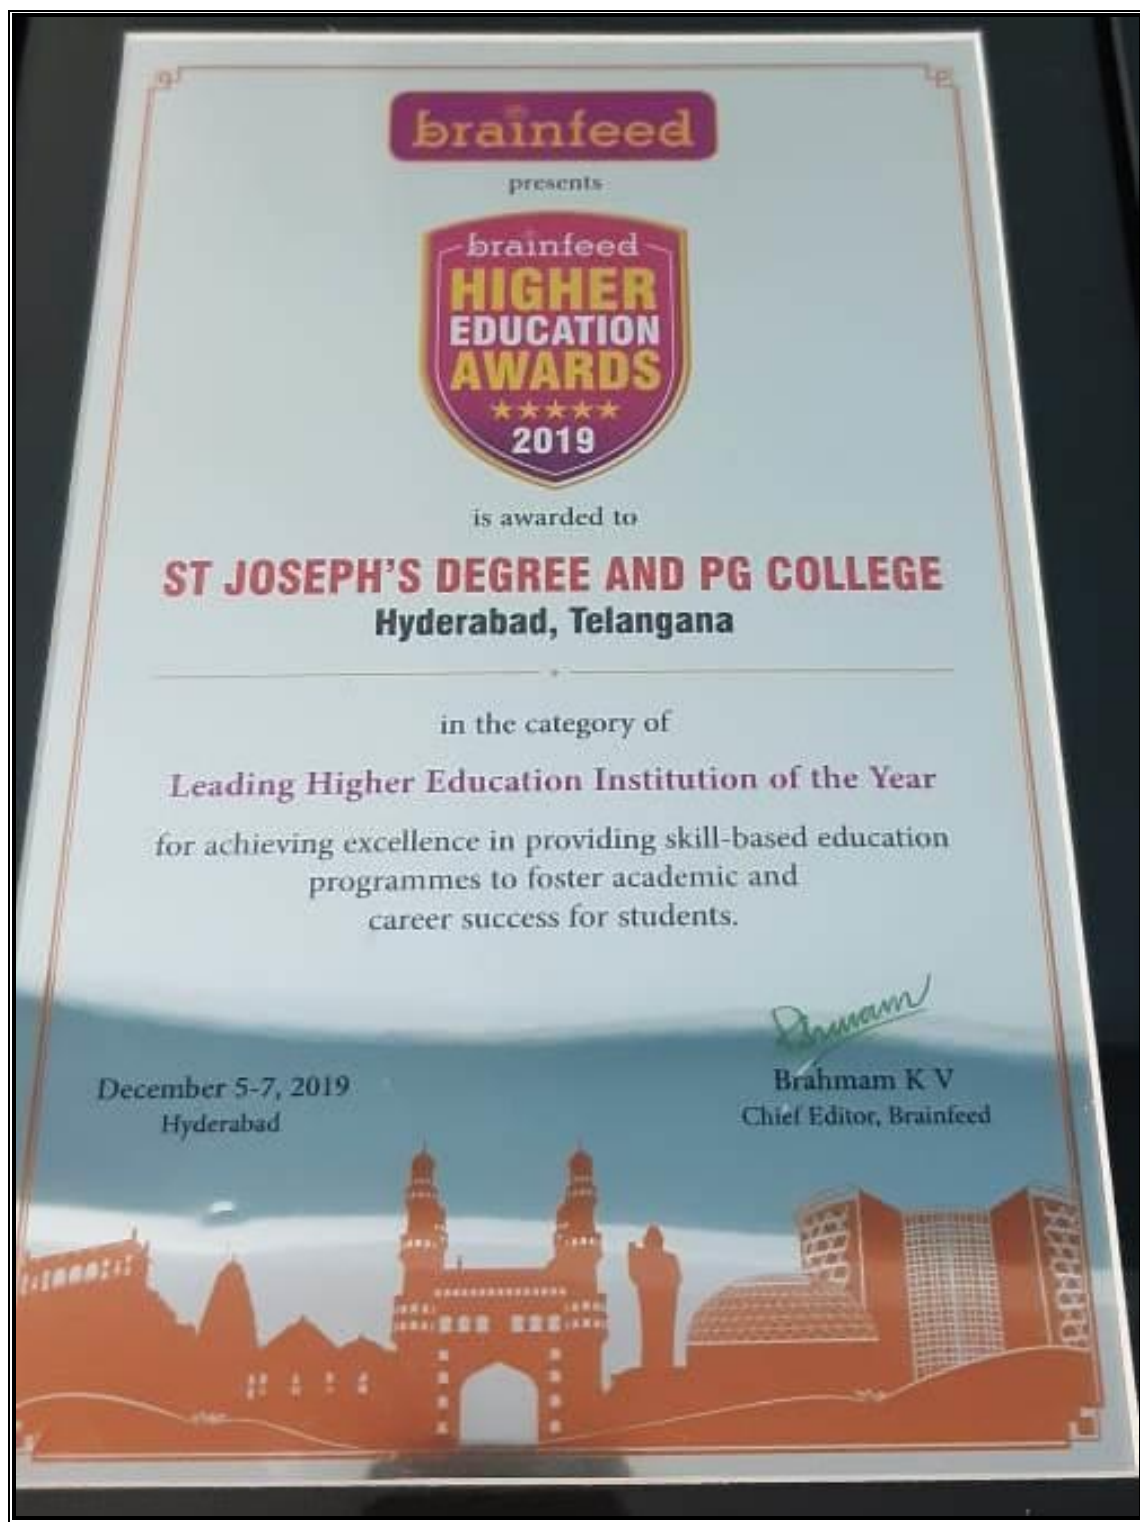 brainfeed
presents
brainfeed
HIGHER
EDUCATION
AWARDS
2019
is awarded to
ST JOSEPH'S DEGREE AND PG COLLEGE
Hyderabad, Telangana
in the category of
Leading Higher Education Institution of the Year
for achieving excellence in providing skill-based education
programmes to foster academic and
career success for students.
December 5-7, 2019
Hyderabad
Brahmam K V
Chief Editor, Brainfeed